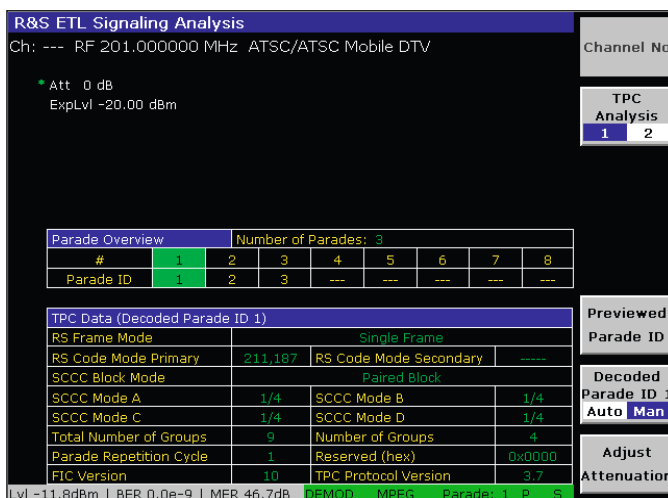 R&S ETL Signaling Analysis
Ch: --- RF 201.000000 MHz ATSC/ATSC Mobile DTV
Att 0 dB
ExpLvl -20.00 dBm
Channel No
TPC
Analysis
1 2
Parade Overview Number of Parades: 3
# 1 2 3 4 5 6 7 8
Parade ID 1 2 3 --- --- --- --- ---
TPC Data (Decoded Parade ID 1)
RS Frame Mode Single Frame
RS Code Mode Primary 211,187 RS Code Mode Secondary -----
SCCC Block Mode Paired Block
SCCC Mode A 1/4 SCCC Mode B 1/4
SCCC Mode C 1/4 SCCC Mode D 1/4
Total Number of Groups 9 Number of Groups 4
Parade Repetition Cycle 1 Reserved (hex) 0x0000
FIC Version 10 TPC Protocol Version 3.7
Previewed
Parade ID
Decoded
Parade ID 1
Auto Man
Adjust
Attenuation
Lvl -11.8dBm | BER 0.0e-9 | MER 46.7dB DEMOD MPEG Parade: 1 P S